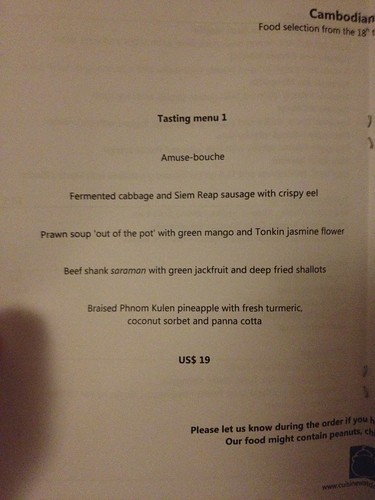 Cambodian
Food selection from the 18th
Tasting menu 1
Amuse-bouche
Fermented cabbage and Siem Reap sausage with crispy eel
Prawn soup 'out of the pot' with green mango and Tonkin jasmine flower
Beef shank saraman with green jackfruit and deep fried shallots
Braised Phnom Kulen pineapple with fresh turmeric,
coconut sorbet and panna cotta
US$ 19
Please let us know during the order if you
Our food might contain peanuts,